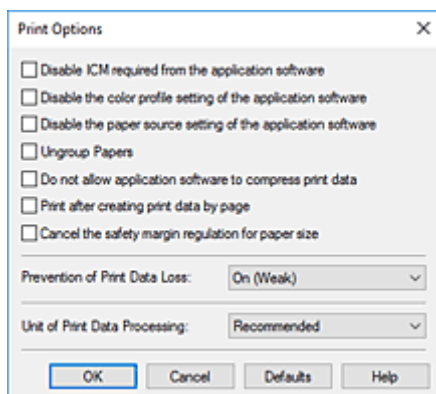 Print Options
Disable ICM required from the application software
Disable the color profile setting of the application software
Disable the paper source setting of the application software
Ungroup Papers
Do not allow application software to compress print data
Print after creating print data by page
Cancel the safety margin regulation for paper size
Prevention of Print Data Loss: On (Weak)
Unit of Print Data Processing: Recommended
OK Cancel Defaults Help